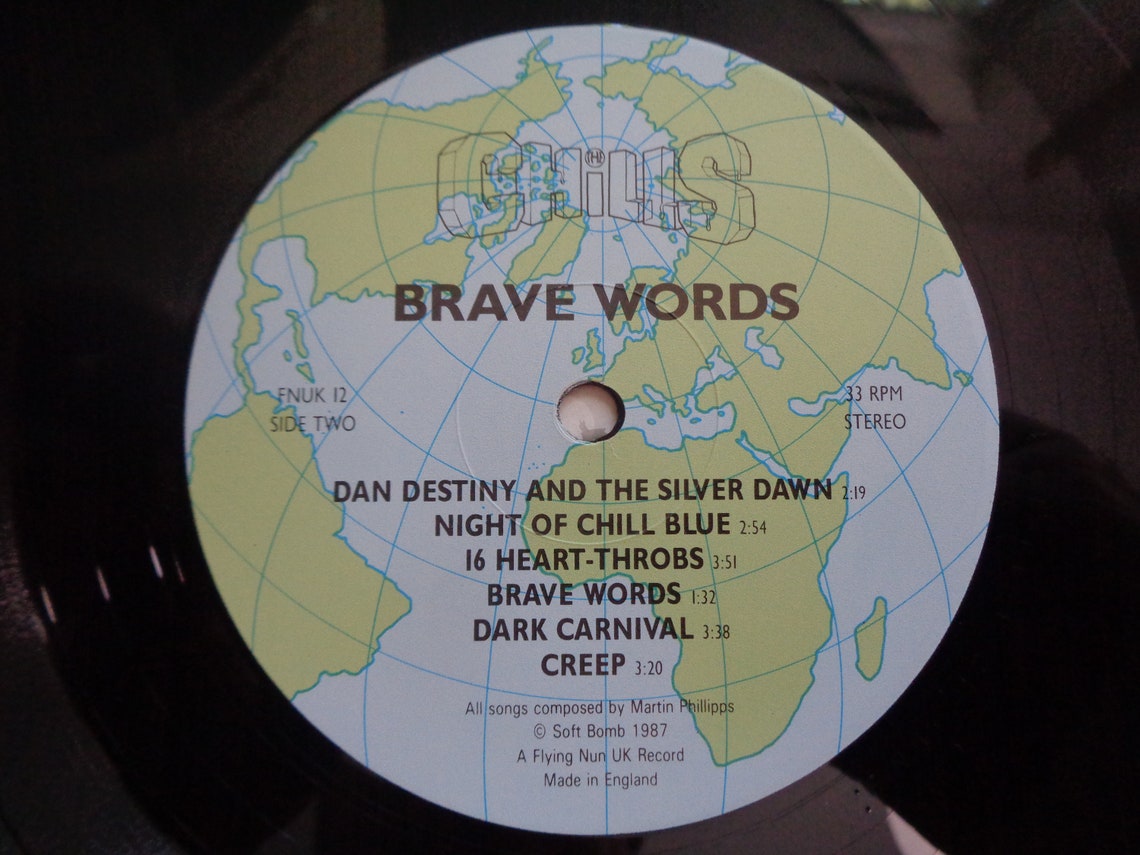 THE
CHILLS
BRAVE WORDS
FNUK 12
SIDE TWO
33 RPM
STEREO
DAN DESTINY AND THE SILVER DAWN 2:19
NIGHT OF CHILL BLUE 2:54
16 HEART-THROBS 3:51
BRAVE WORDS 1:32
DARK CARNIVAL 3:38
CREEP 3:20
All songs composed by Martin Phillipps
© Soft Bomb 1987
A Flying Nun UK Record
Made in England